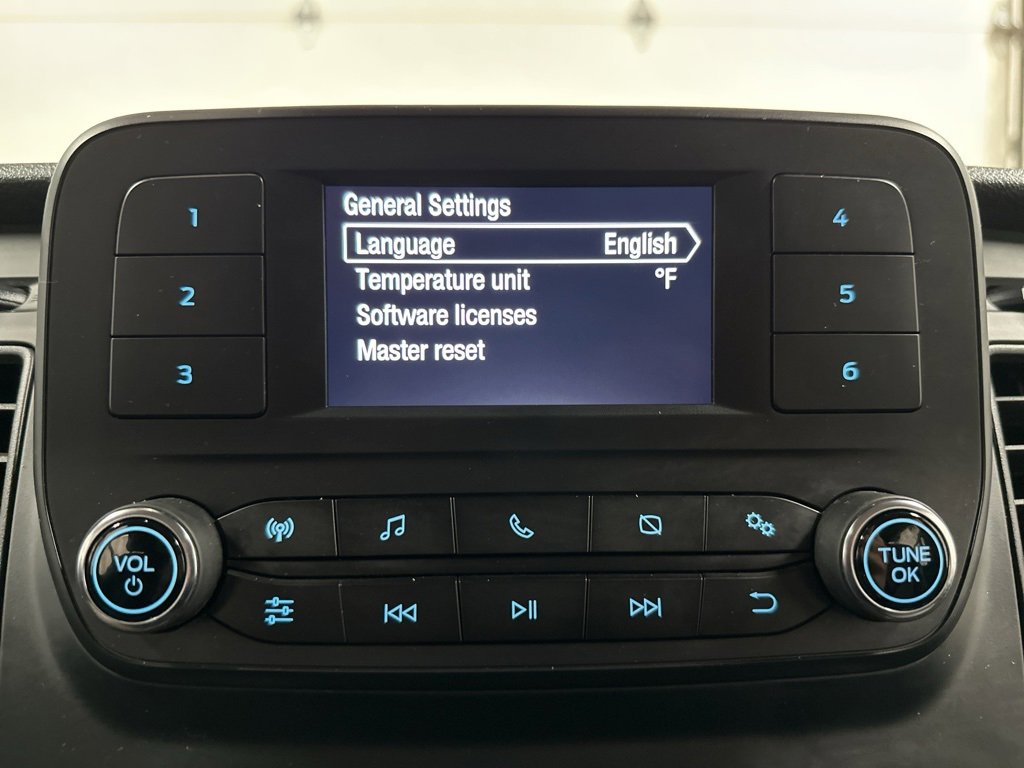 General Settings
Language English
Temperature unit °F
Software licenses
Master reset
1
2
3
4
5
6
VOL
TUNE
OK